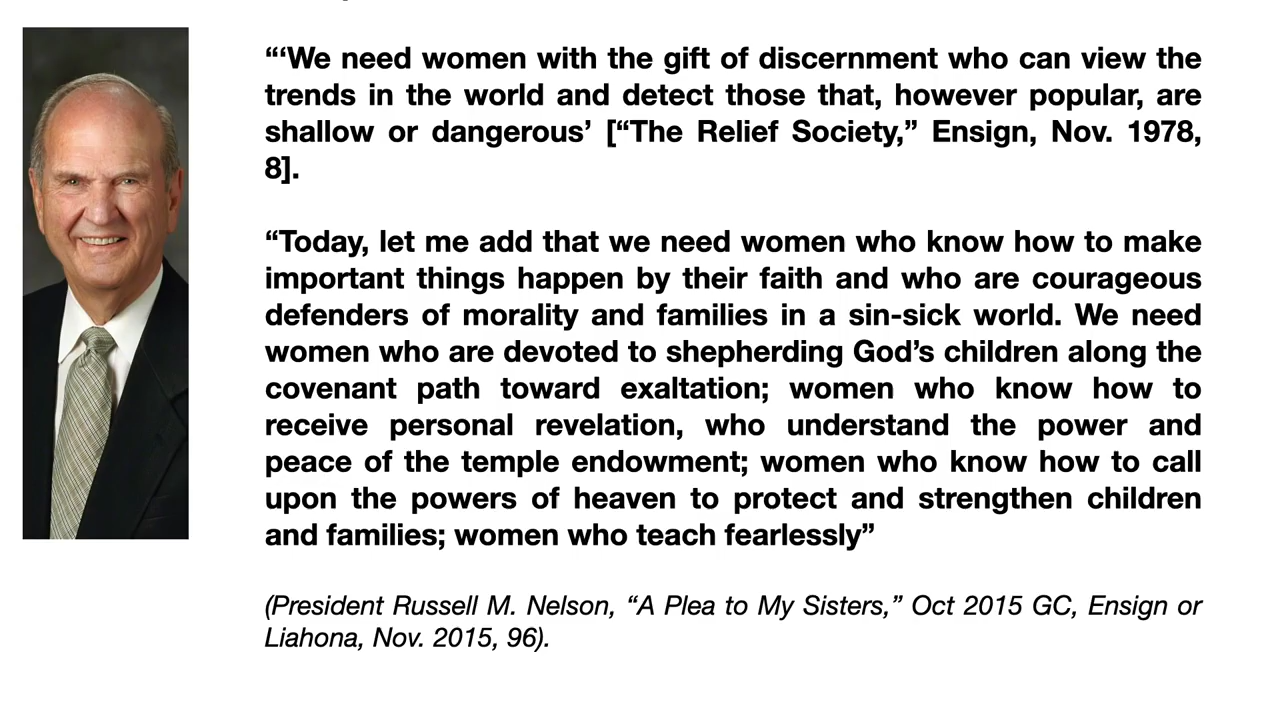 “‘We need women with the gift of discernment who can view the
trends in the world and detect those that, however popular, are
shallow or dangerous’ [“The Relief Society,” Ensign, Nov. 1978,
8].
“Today, let me add that we need women who know how to make
important things happen by their faith and who are courageous
defenders of morality and families in a sin-sick world. We need
women who are devoted to shepherding God’s children along the
covenant path toward exaltation; women who know how to
receive personal revelation, who understand the power and
peace of the temple endowment; women who know how to call
upon the powers of heaven to protect and strengthen children
and families; women who teach fearlessly”
(President Russell M. Nelson, “A Plea to My Sisters,” Oct 2015 GC, Ensign or
Liahona, Nov. 2015, 96).